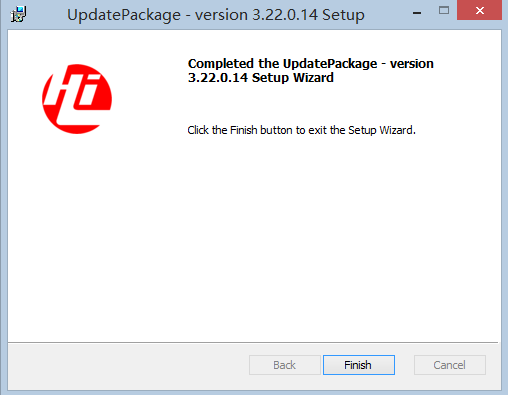 UpdatePackage - version 3.22.0.14 Setup
Hi
Completed the UpdatePackage - version
3.22.0.14 Setup Wizard
Click the Finish button to exit the Setup Wizard.
Back
Finish
Cancel